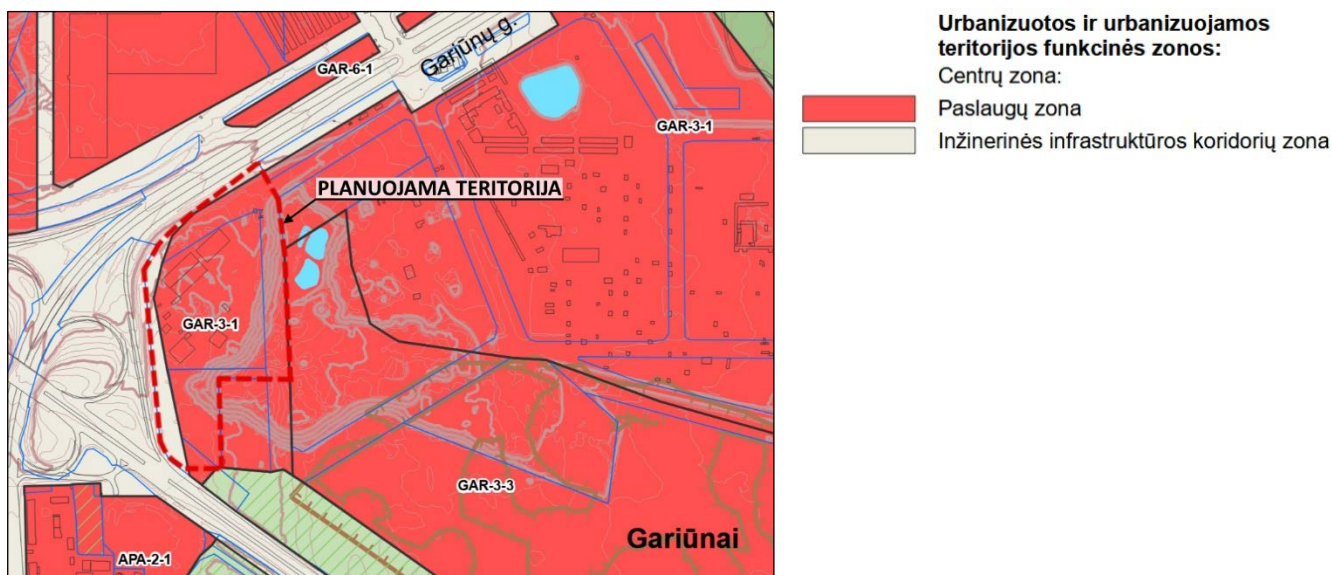 GAR-6-1
Gariūnų g.
GAR-3-1
PLANUOJAMA TERITORIJA
GAR-3-1
GAR-3-3
Gariūnai
APA-2-1
Urbanizuotos ir urbanizuojamos
teritorijos funkcinės zonos:
Centrų zona:
Paslaugų zona
Inžinerinės infrastruktūros koridorių zona